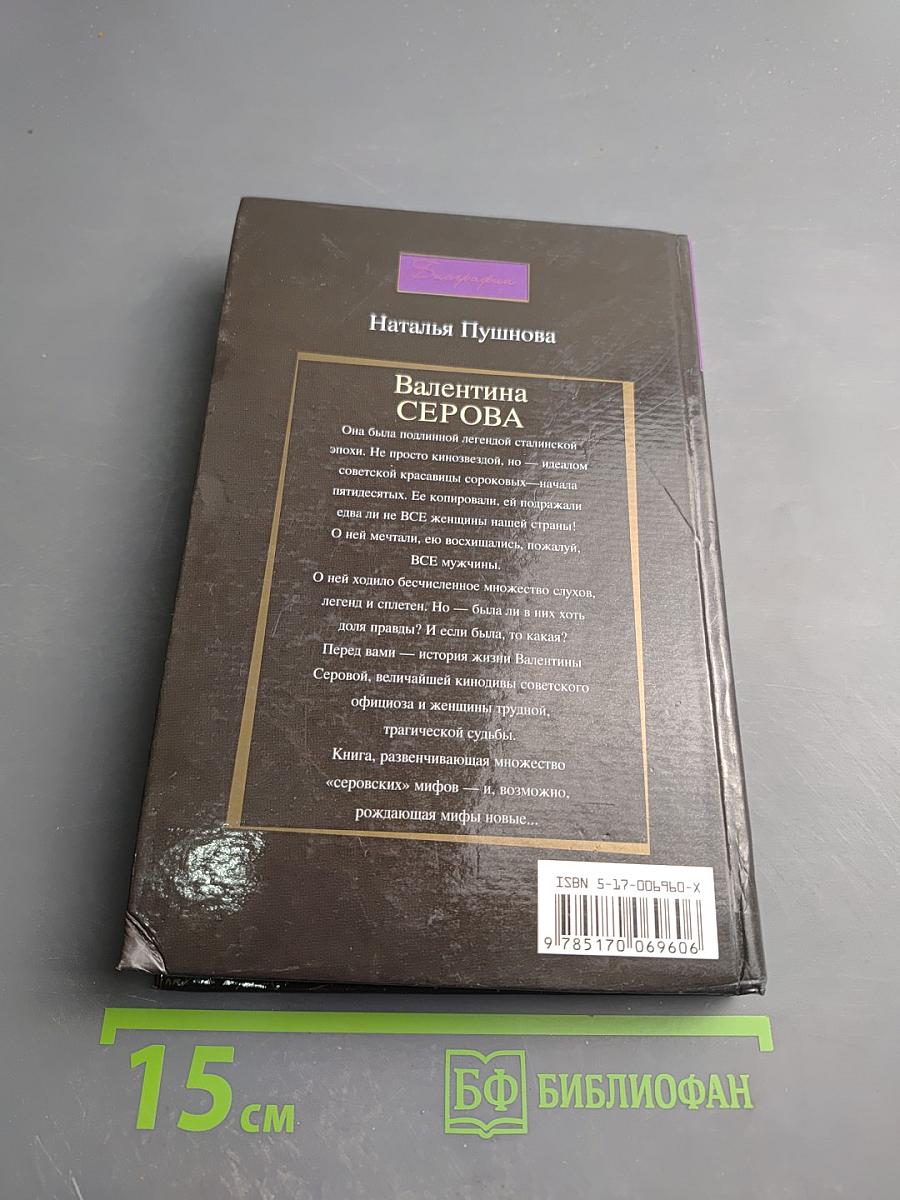 Биографии
Наталья Пушнова
Валентина
СЕРОВА
Она была подлинной легендой сталинской
эпохи. Не просто кинозвездой, но — идеалом
советской красавицы сороковых—начала
пятидесятых. Ее копировали, ей подражали
едва ли не ВСЕ женщины нашей страны!
О ней мечтали, ею восхищались, пожалуй,
ВСЕ мужчины.
О ней ходило бесчисленное множество слухов,
легенд и сплетен. Но — была ли в них хоть
доля правды? И если была, то какая?
Перед вами — история жизни Валентины
Серовой, величайшей кинодивы советского
официоза и женщины трудной,
трагической судьбы.
Книга, развенчивающая множество
«серовских» мифов — и, возможно,
рождающая мифы новые...
ISBN 5-17-006960-X
9 785170 069606
15 см
БФ БИБЛИОФАН